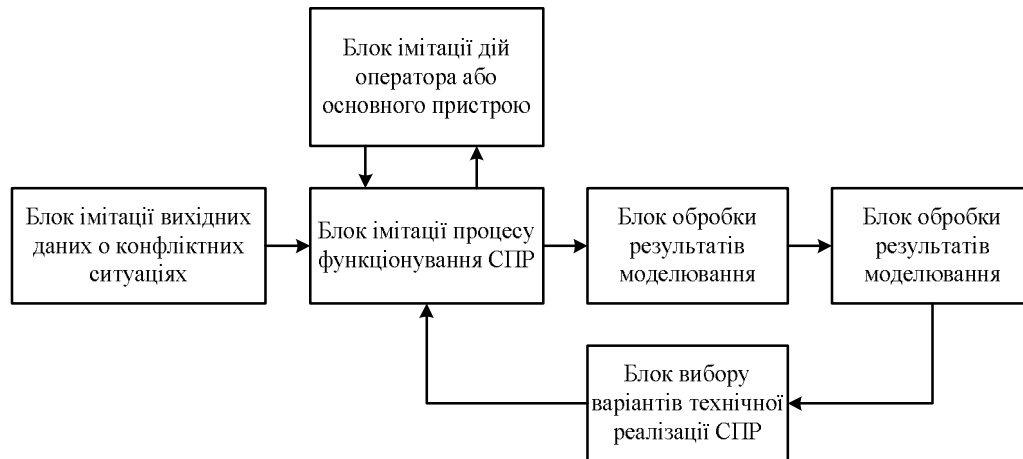 Блок імітації дій
оператора або
основного пристрою
Блок імітації вихідних
даних о конфліктних
ситуаціях
Блок імітації процесу
функціонування СПР
Блок обробки
результатів
моделювання
Блок обробки
результатів
моделювання
Блок вибору
варіантів технічної
реалізації СПР